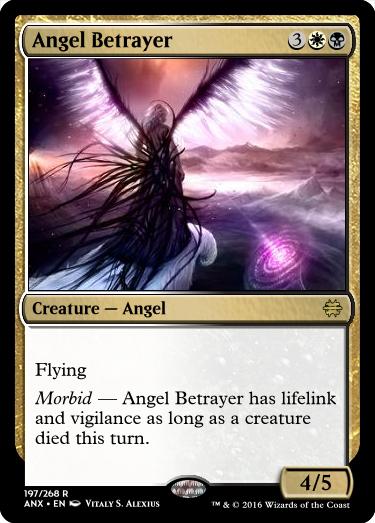 Angel Betrayer 3
Creature — Angel
Flying
Morbid — Angel Betrayer has lifelink
and vigilance as long as a creature
died this turn.
4/5
197/268 R
ANX • EN Vitaly S. Alexius
™ & © 2016 Wizards of the Coast